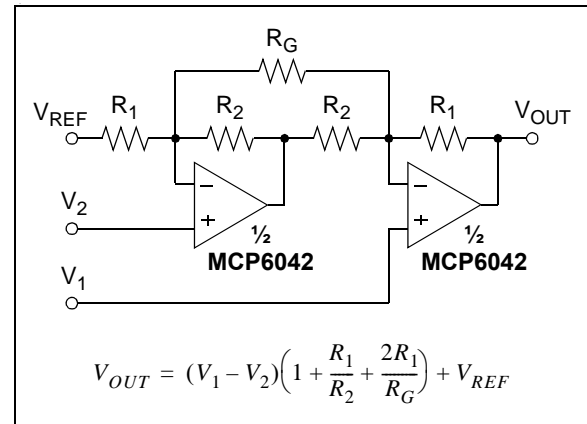 R_G
V_REF R_1 R_2 R_2 R_1 V_OUT
−
+
−
+
V_2
½ ½
MCP6042 MCP6042
V_1
V_OUT = (V_1 – V_2)(1 + R_1/R_2 + 2R_1/R_G) + V_REF